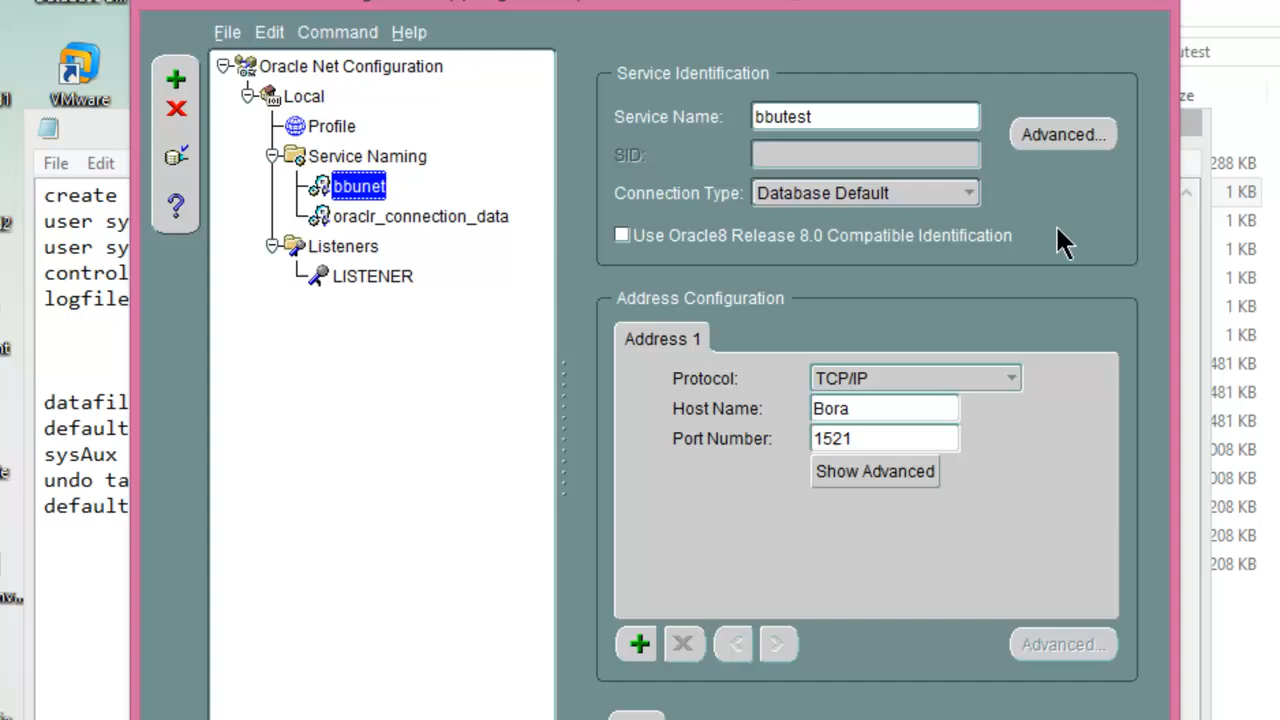 File Edit Command Help
Oracle Net Configuration
Local
Profile
Service Naming
bbunet
oraclr_connection_data
Listeners
LISTENER
Service Identification
Service Name: bbutest
Advanced...
SID:
Connection Type: Database Default
Use Oracle8 Release 8.0 Compatible Identification
Address Configuration
Address 1
Protocol: TCP/IP
Host Name: Bora
Port Number: 1521
Show Advanced
Advanced...
VMware
File Edit
create
user sy
user sy
control
logfile
datafil
default
sysAux
undo ta
default
utest
ze
288 KB
1 KB
1 KB
1 KB
1 KB
1 KB
1 KB
481 KB
481 KB
481 KB
008 KB
008 KB
208 KB
208 KB
208 KB